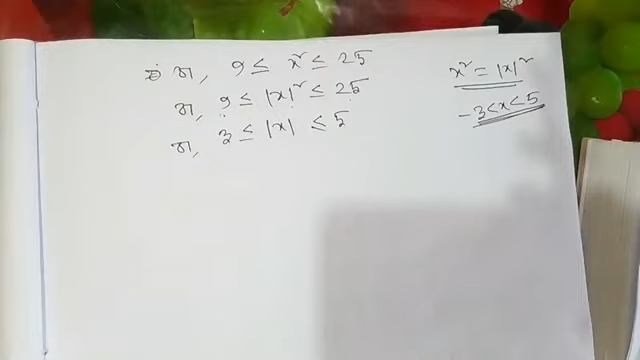 বা, 9 ≤ x² ≤ 25
বা, 9 ≤ |x|² ≤ 25
বা, 3 ≤ |x| ≤ 5
x² = |x|²
-3 < x < 5